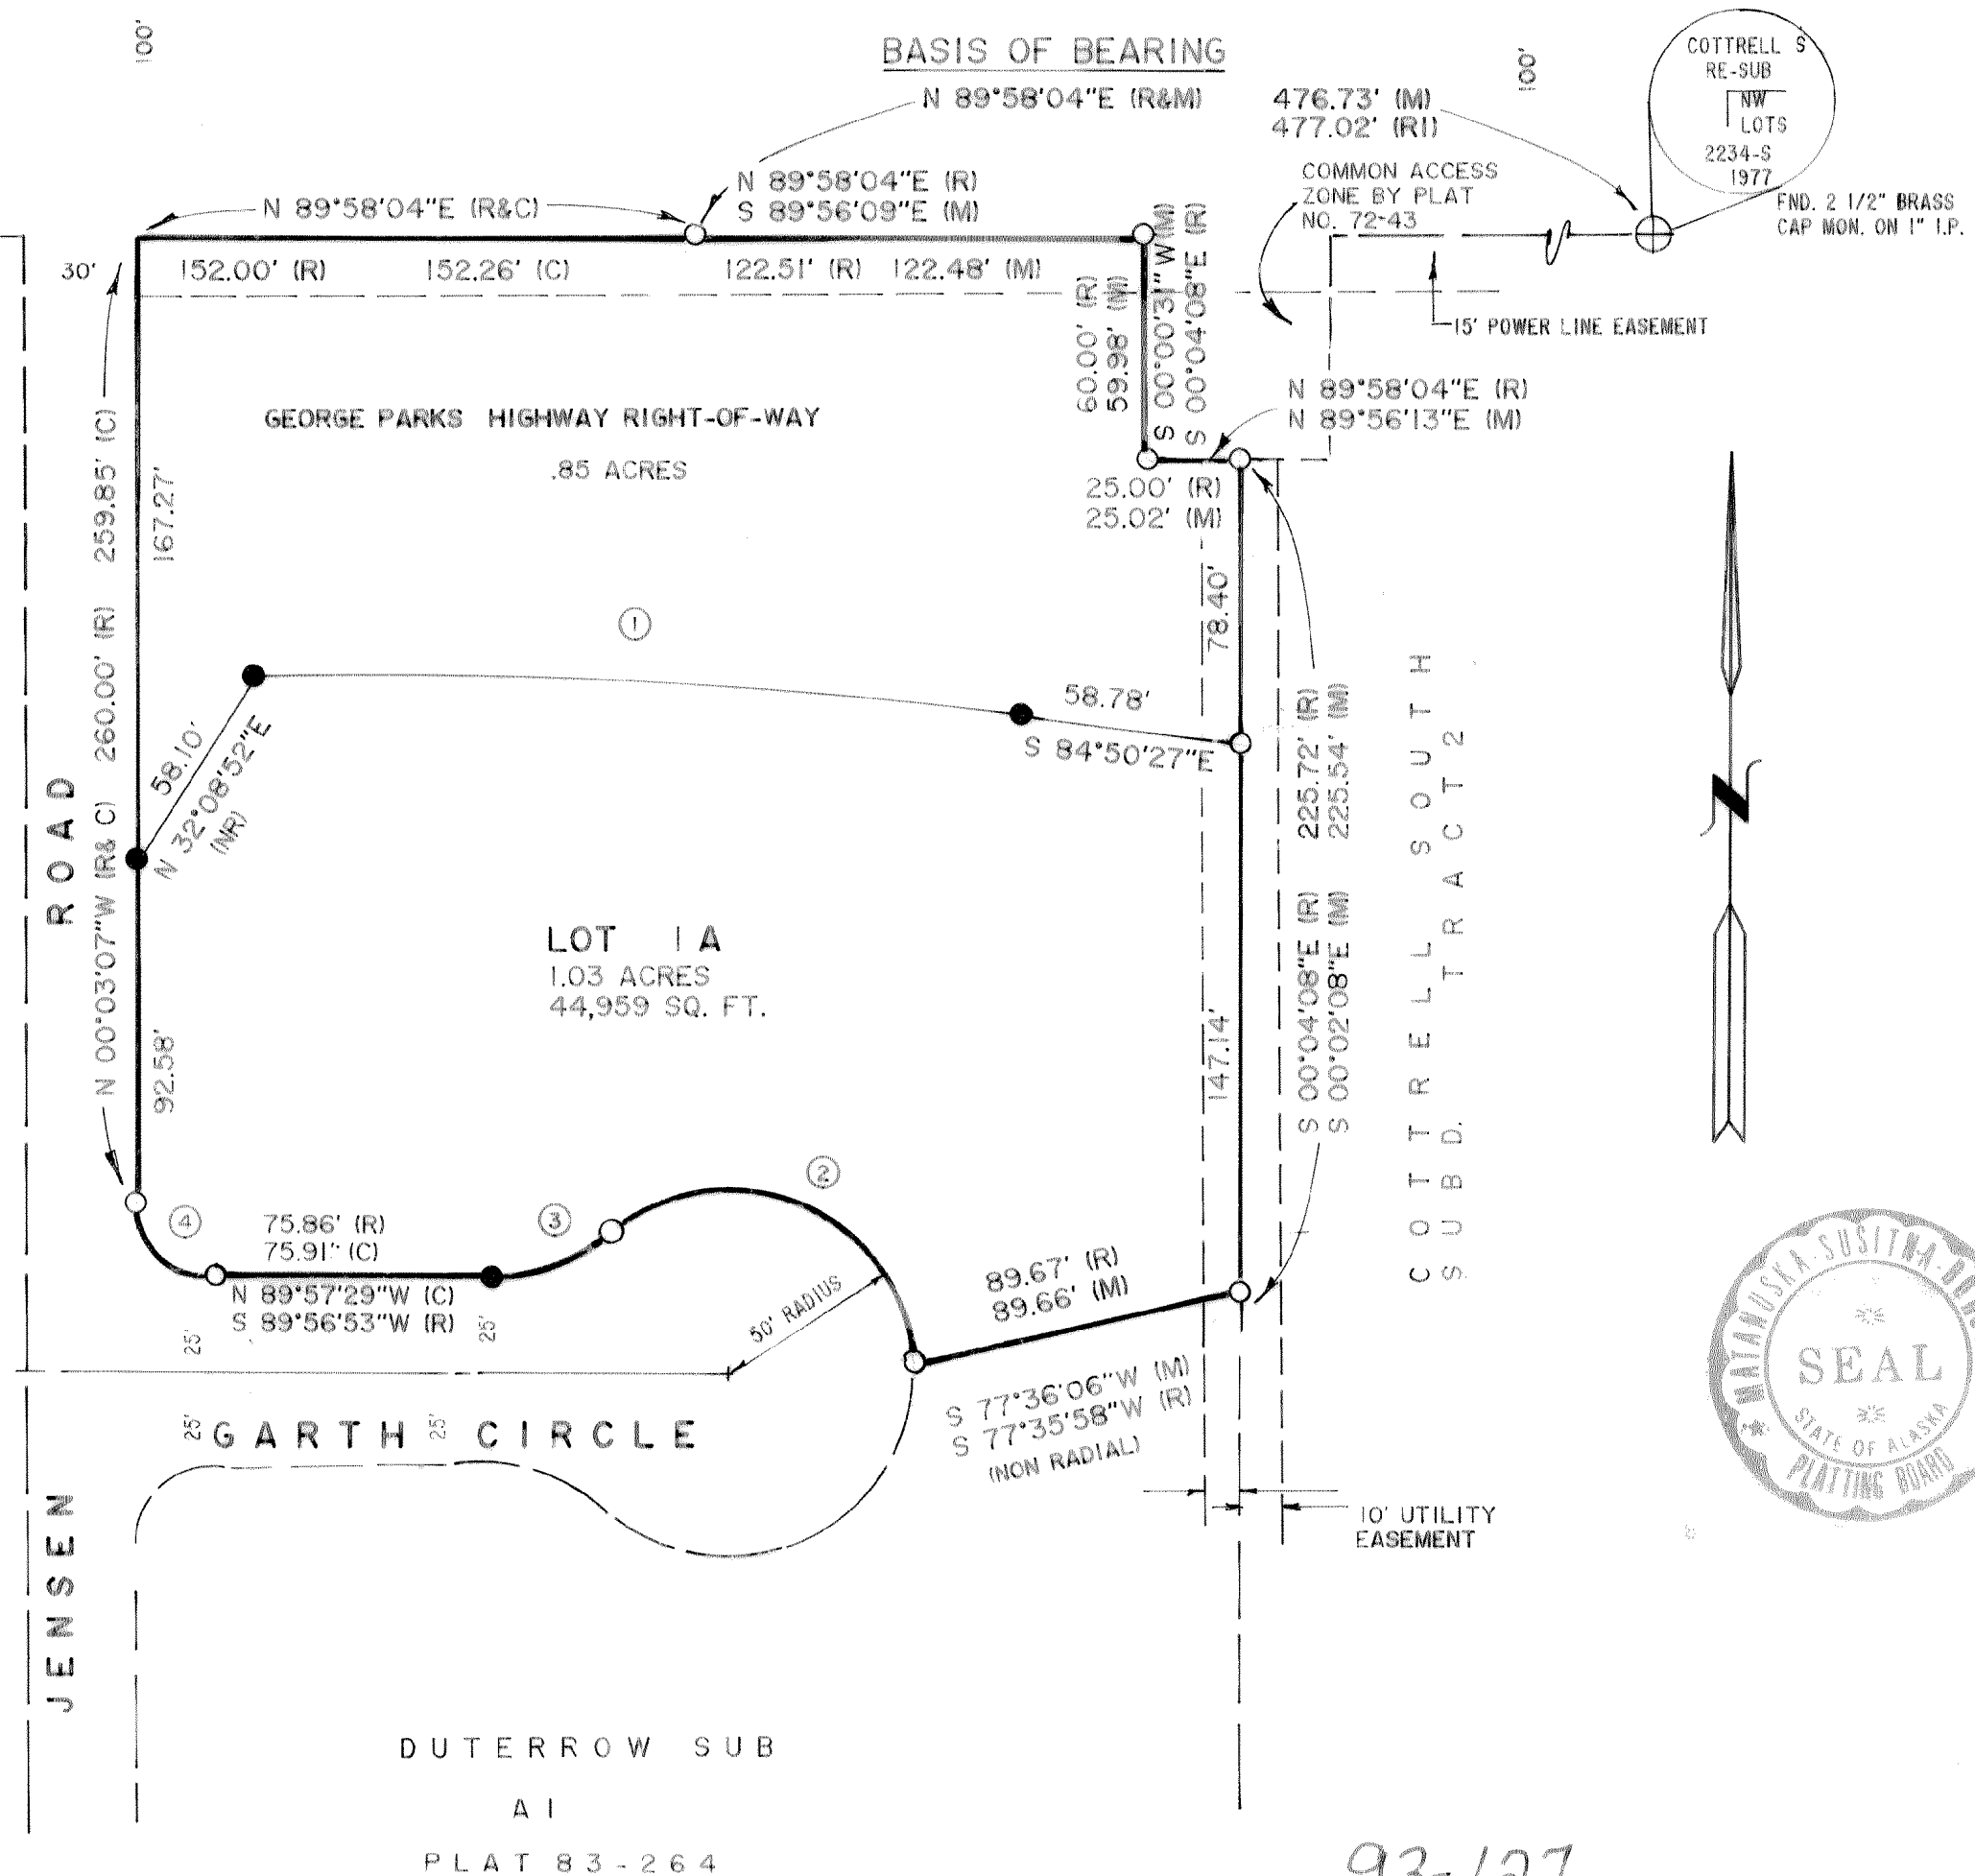 100'
BASIS OF BEARING
N 89°58'04"E (R&M)
476.73' (M)
477.02' (R1)
100'
COTTRELL S
RE-SUB
NW
LOTS
2234-S
1977
FND. 2 1/2" BRASS
CAP MON. ON 1" I.P.
COMMON ACCESS
ZONE BY PLAT
NO. 72-43
N 89°58'04"E (R&C)
N 89°58'04"E (R)
S 89°56'09"E (M)
30'
152.00' (R)
152.26' (C)
122.51' (R)
122.48' (M)
60.00' (R)
59.98' (M)
S 00°00'31"W (M)
S 00°04'08"E (R)
15' POWER LINE EASEMENT
N 89°58'04"E (R)
N 89°56'13"E (M)
GEORGE PARKS HIGHWAY RIGHT-OF-WAY
.85 ACRES
25.00' (R)
25.02' (M)
N 00°03'07"W (R& C) 260.00' (R) 259.85' (C)
167.27'
78.40'
1
58.10'
N 32°08'52"E
(NR)
58.78'
S 84°50'27"E
S 00°04'08"E (R) 225.72' (R)
S 00°02'08"E (M) 225.54' (M)
COTTRELL SOUTH
SUBD. TRACT 2
LOT 1A
1.03 ACRES
44,959 SQ. FT.
92.58'
147.14'
2
3
4
75.86' (R)
75.91' (C)
N 89°57'29"W (C)
S 89°56'53"W (R)
25'
25'
50' RADIUS
89.67' (R)
89.66' (M)
S 77°36'06"W (M)
S 77°35'58"W (R)
(NON RADIAL)
25'
GARTH
25'
CIRCLE
10' UTILITY
EASEMENT
JENSEN ROAD
MATANUSKA-SUSITNA-BOR
SEAL
STATE OF ALASKA
PLATTING BOARD
DUTERROW SUB
A1
PLAT 83-264
93-127